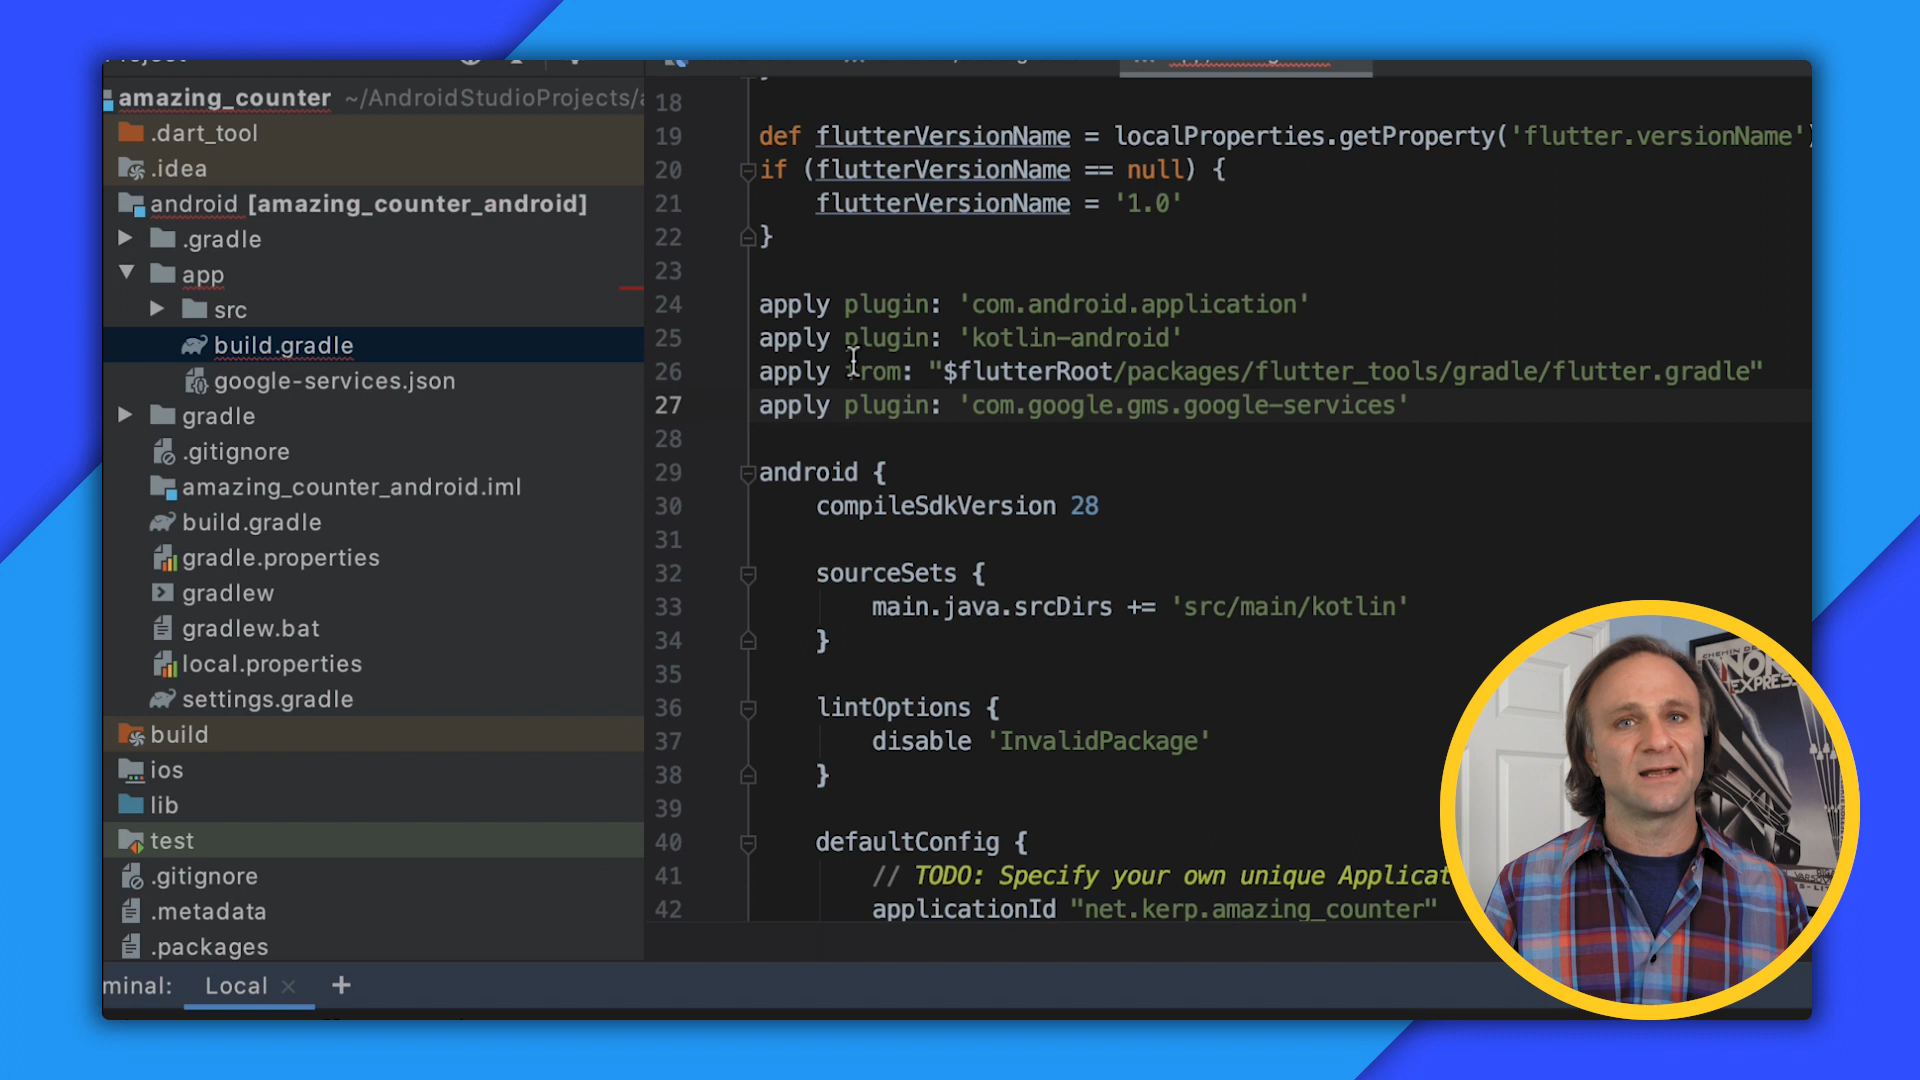 amazing_counter ~/AndroidStudioProjects/
.dart_tool
.idea
android [amazing_counter_android]
.gradle
app
src
build.gradle
google-services.json
gradle
.gitignore
amazing_counter_android.iml
build.gradle
gradle.properties
gradlew
gradlew.bat
local.properties
settings.gradle
build
ios
lib
test
.gitignore
.metadata
.packages
18
19 def flutterVersionName = localProperties.getProperty('flutter.versionName')
20 if (flutterVersionName == null) {
21 flutterVersionName = '1.0'
22 }
23
24 apply plugin: 'com.android.application'
25 apply plugin: 'kotlin-android'
26 apply from: "$flutterRoot/packages/flutter_tools/gradle/flutter.gradle"
27 apply plugin: 'com.google.gms.google-services'
28
29 android {
30 compileSdkVersion 28
31
32 sourceSets {
33 main.java.srcDirs += 'src/main/kotlin'
34 }
35
36 lintOptions {
37 disable 'InvalidPackage'
38 }
39
40 defaultConfig {
41 // TODO: Specify your own unique Applicat
42 applicationId "net.kerp.amazing_counter"
minal: Local × +
CHEMIN DE
NOR
EXPRESS